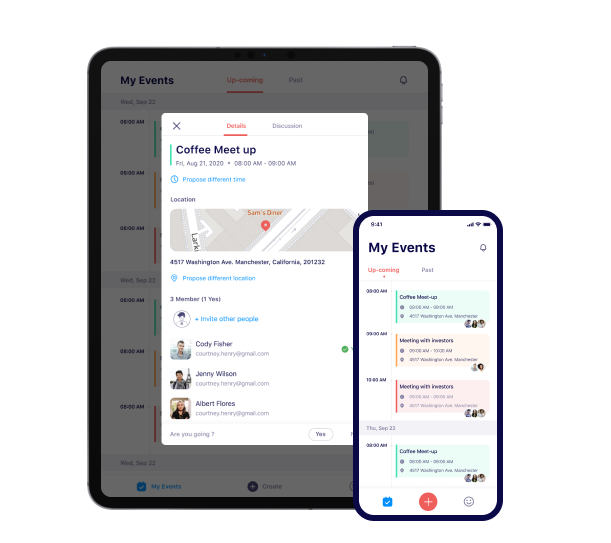 My Events
Up-coming
Past
Wed, Sep 22
08:00 AM
08:00 AM
08:00 AM
Wed, Sep 22
08:00 AM
08:00 AM
08:00 AM
Wed, Sep 22
My Events
Create
Details
Discussion
Coffee Meet up
Fri, Aug 21, 2020 • 08:00 AM - 09:00 AM
Propose different time
Location
Sam's Diner
Larki
4517 Washington Ave. Manchester, California, 201232
Propose different location
3 Member (1 Yes)
+ Invite other people
Cody Fisher
courtney.henry@gmail.com
Jenny Wilson
courtney.henry@gmail.com
Albert Flores
courtney.henry@gmail.com
Are you going ?
Yes
9:41
My Events
Up-coming
Past
08:00 AM
Coffee Meet-up
08:00 AM - 09:00 AM
4517 Washington Ave. Manchester
09:00 AM
Meeting with investors
09:00 AM - 10:00 AM
4517 Washington Ave. Manchester
10:00 AM
Meeting with investors
08:00 AM - 09:00 AM
4517 Washington Ave. Manchester
Thu, Sep 23
08:00 AM
Coffee Meet-up
08:00 AM - 09:00 AM
4517 Washington Ave. Manchester